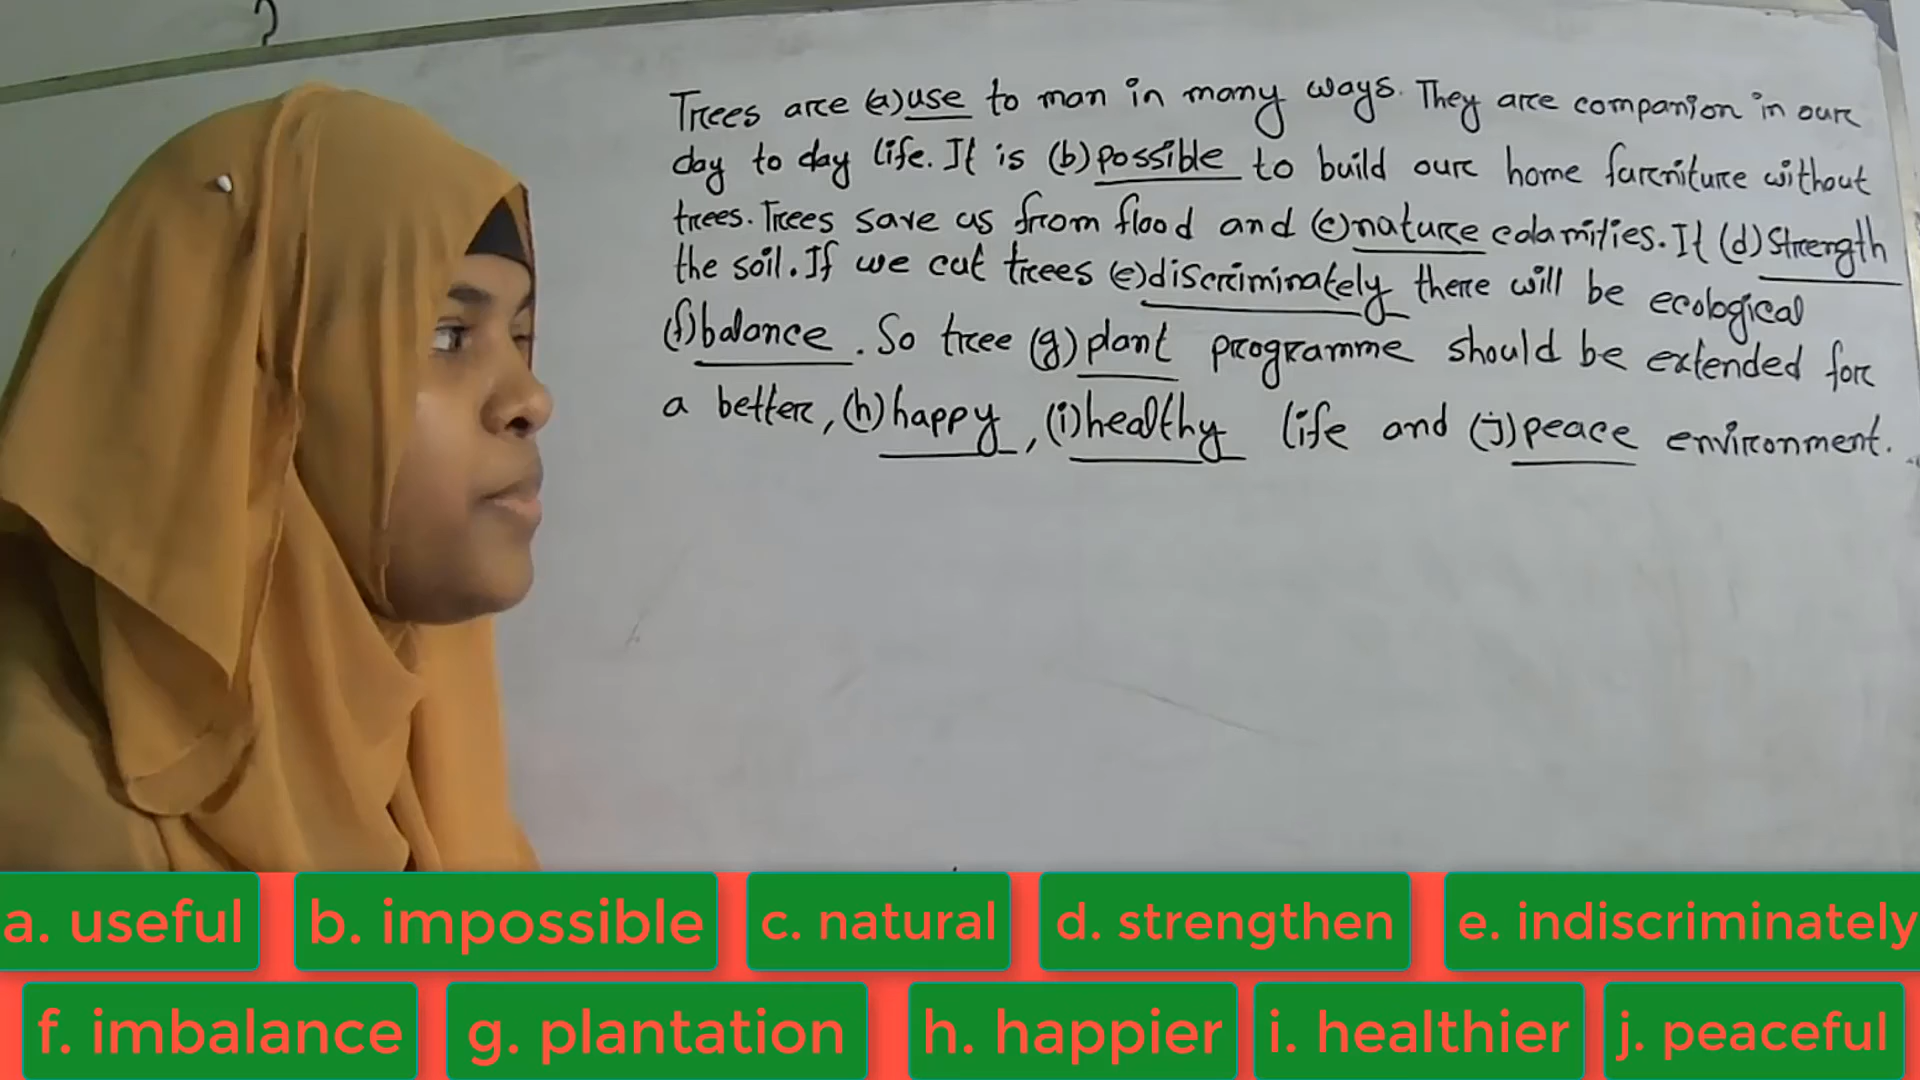 Trees are (a)use to man in many ways. They are companion in our
day to day life. It is (b)possible to build our home furniture without
trees. Trees save us from flood and (c)nature calamities. It (d)strength
the soil. If we cut trees (e)discriminately there will be ecological
(f)balance. So tree (g)plant programme should be extended for
a better, (h)happy, (i)healthy life and (j)peace environment.
a. useful b. impossible c. natural d. strengthen e. indiscriminately
f. imbalance g. plantation h. happier i. healthier j. peaceful